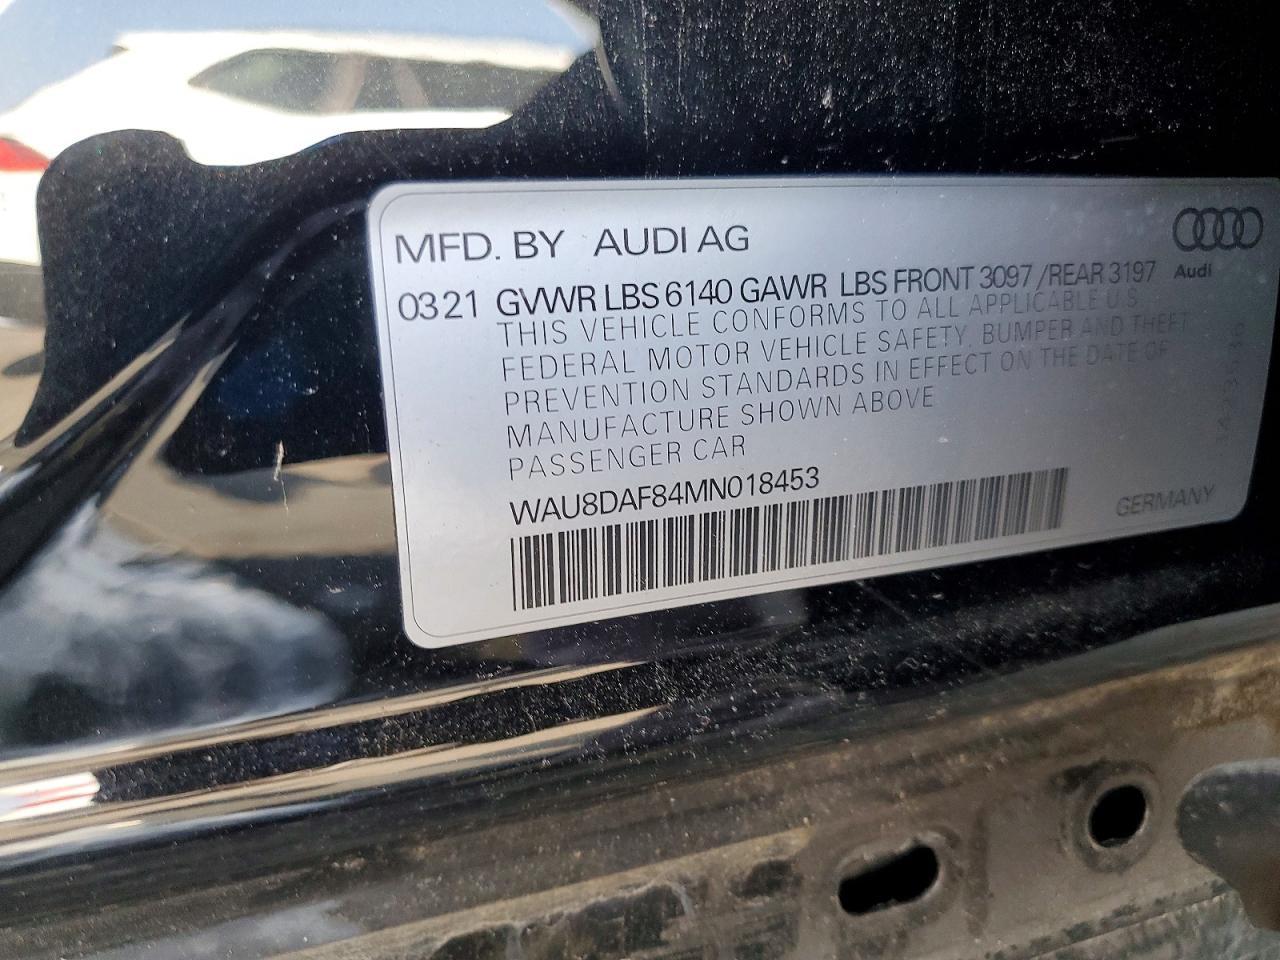 MFD. BY AUDI AG
Audi
0321 GVWR LBS 6140 GAWR LBS FRONT 3097 /REAR 3197
THIS VEHICLE CONFORMS TO ALL APPLICABLE U.S.
FEDERAL MOTOR VEHICLE SAFETY, BUMPER AND THEFT
PREVENTION STANDARDS IN EFFECT ON THE DATE OF
MANUFACTURE SHOWN ABOVE
PASSENGER CAR
WAU8DAF84MN018453
GERMANY